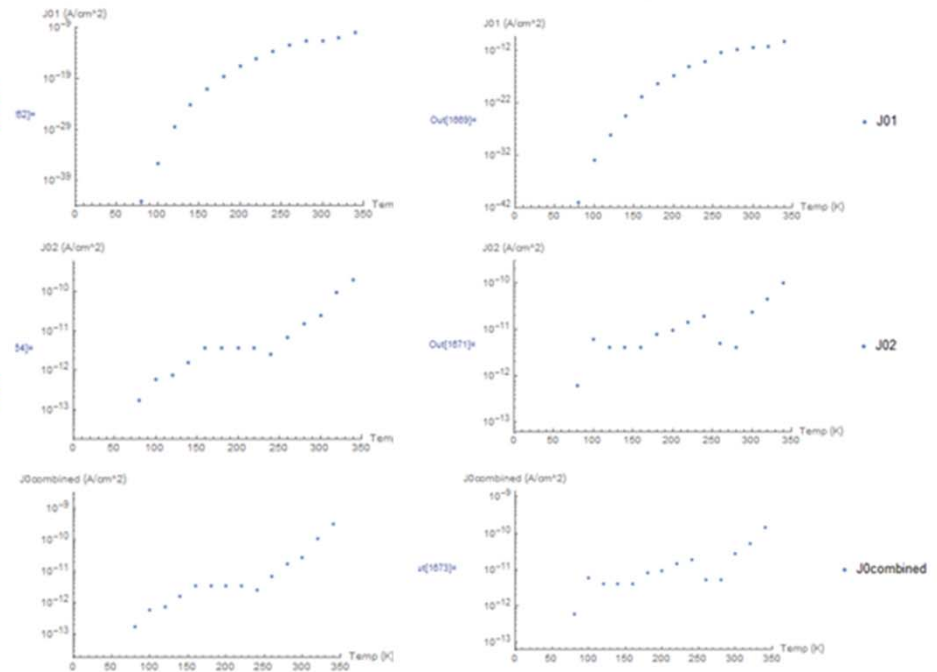 J01 (A/cm^2)
10^-9
10^-19
10^-29
10^-39
0 50 100 150 200 250 300 350
Tem
62]=
J01 (A/cm^2)
10^-12
10^-22
10^-32
10^-42
0 50 100 150 200 250 300 350
Temp (K)
Out[1669]=
J01
J02 (A/cm^2)
10^-10
10^-11
10^-12
10^-13
0 50 100 150 200 250 300 350
Tem
64]=
J02 (A/cm^2)
10^-10
10^-11
10^-12
10^-13
0 50 100 150 200 250 300 350
Temp (K)
Out[1671]=
J02
J0combined (A/cm^2)
10^-9
10^-10
10^-11
10^-12
10^-13
0 50 100 150 200 250 300 350
Temp (K
J0combined (A/cm^2)
10^-9
10^-10
10^-11
10^-12
10^-13
0 50 100 150 200 250 300 350
Temp (K)
ut[1673]=
J0combined